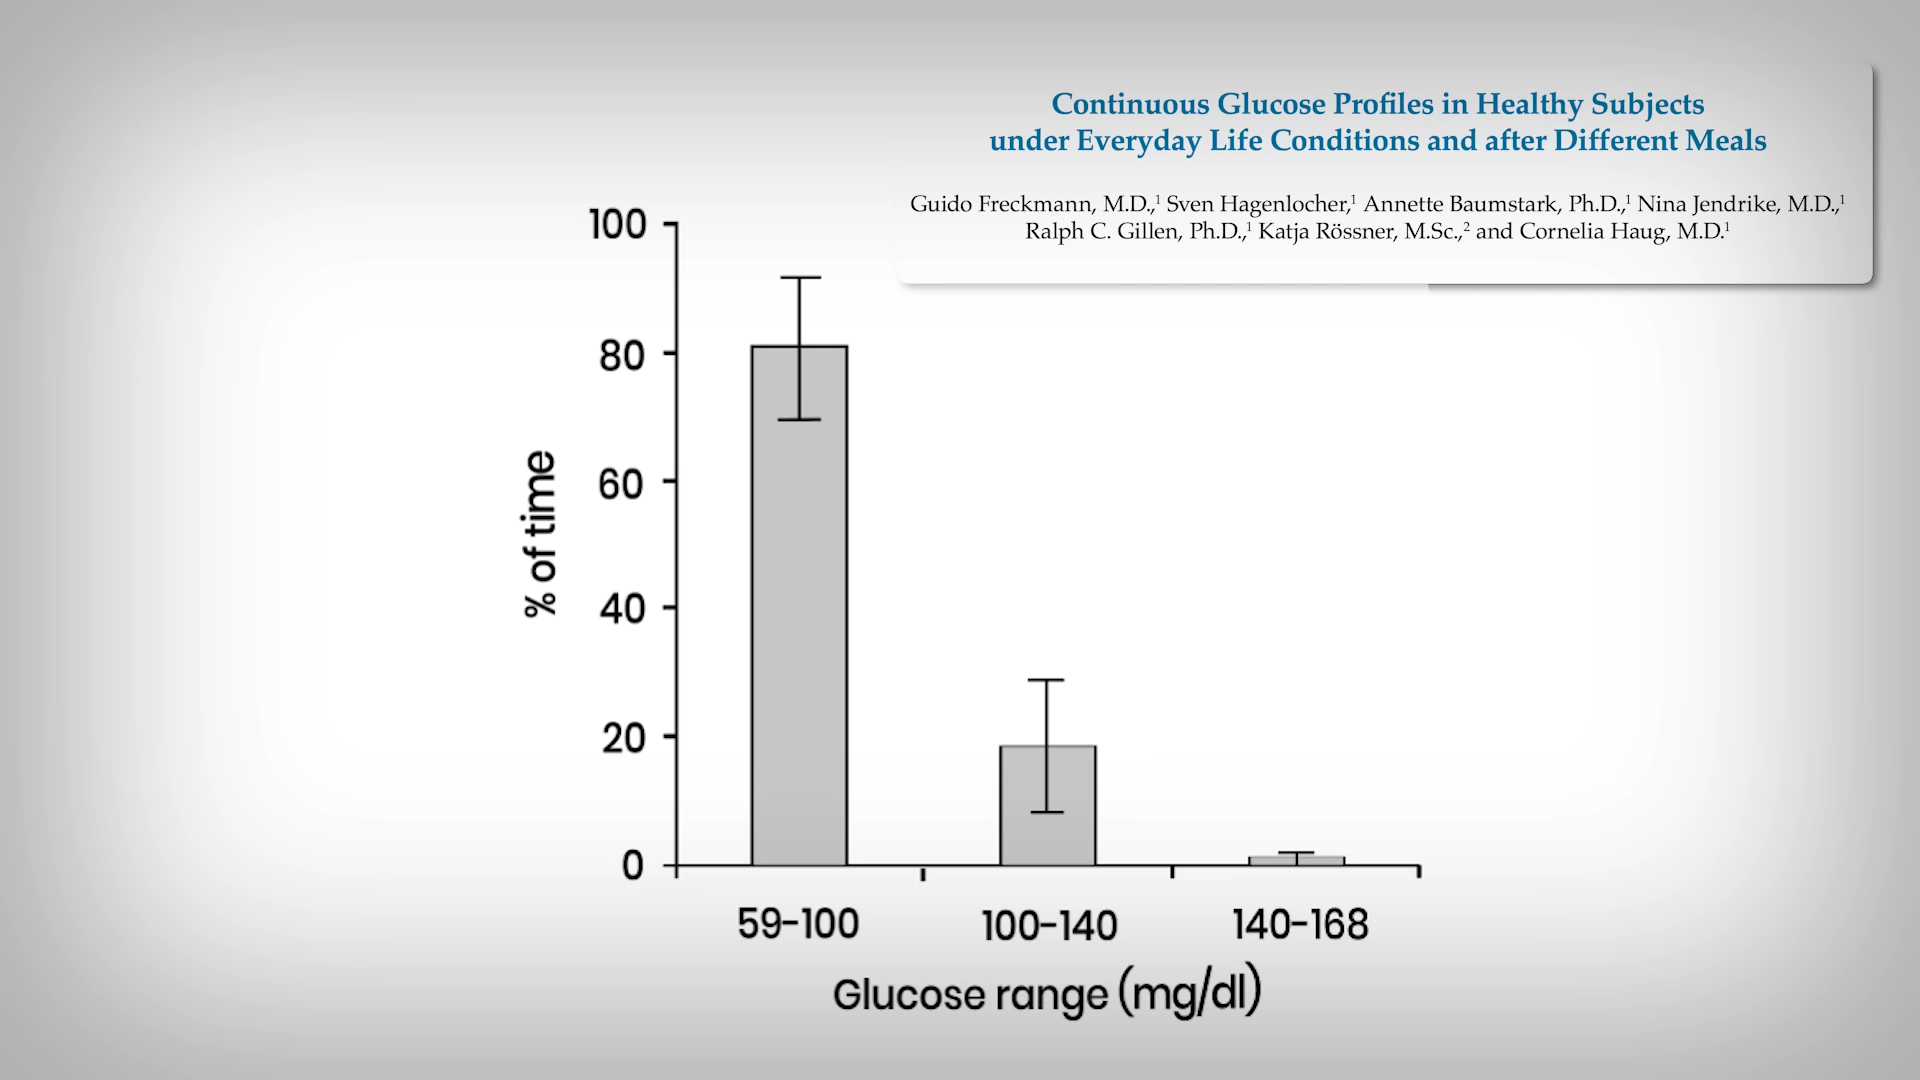 Continuous Glucose Profiles in Healthy Subjects
under Everyday Life Conditions and after Different Meals
Guido Freckmann, M.D.,¹ Sven Hagenlocher,¹ Annette Baumstark, Ph.D.,¹ Nina Jendrike, M.D.,¹
Ralph C. Gillen, Ph.D.,¹ Katja Rössner, M.Sc.,² and Cornelia Haug, M.D.¹
% of time
100
80
60
40
20
0
59-100 100-140 140-168
Glucose range (mg/dl)